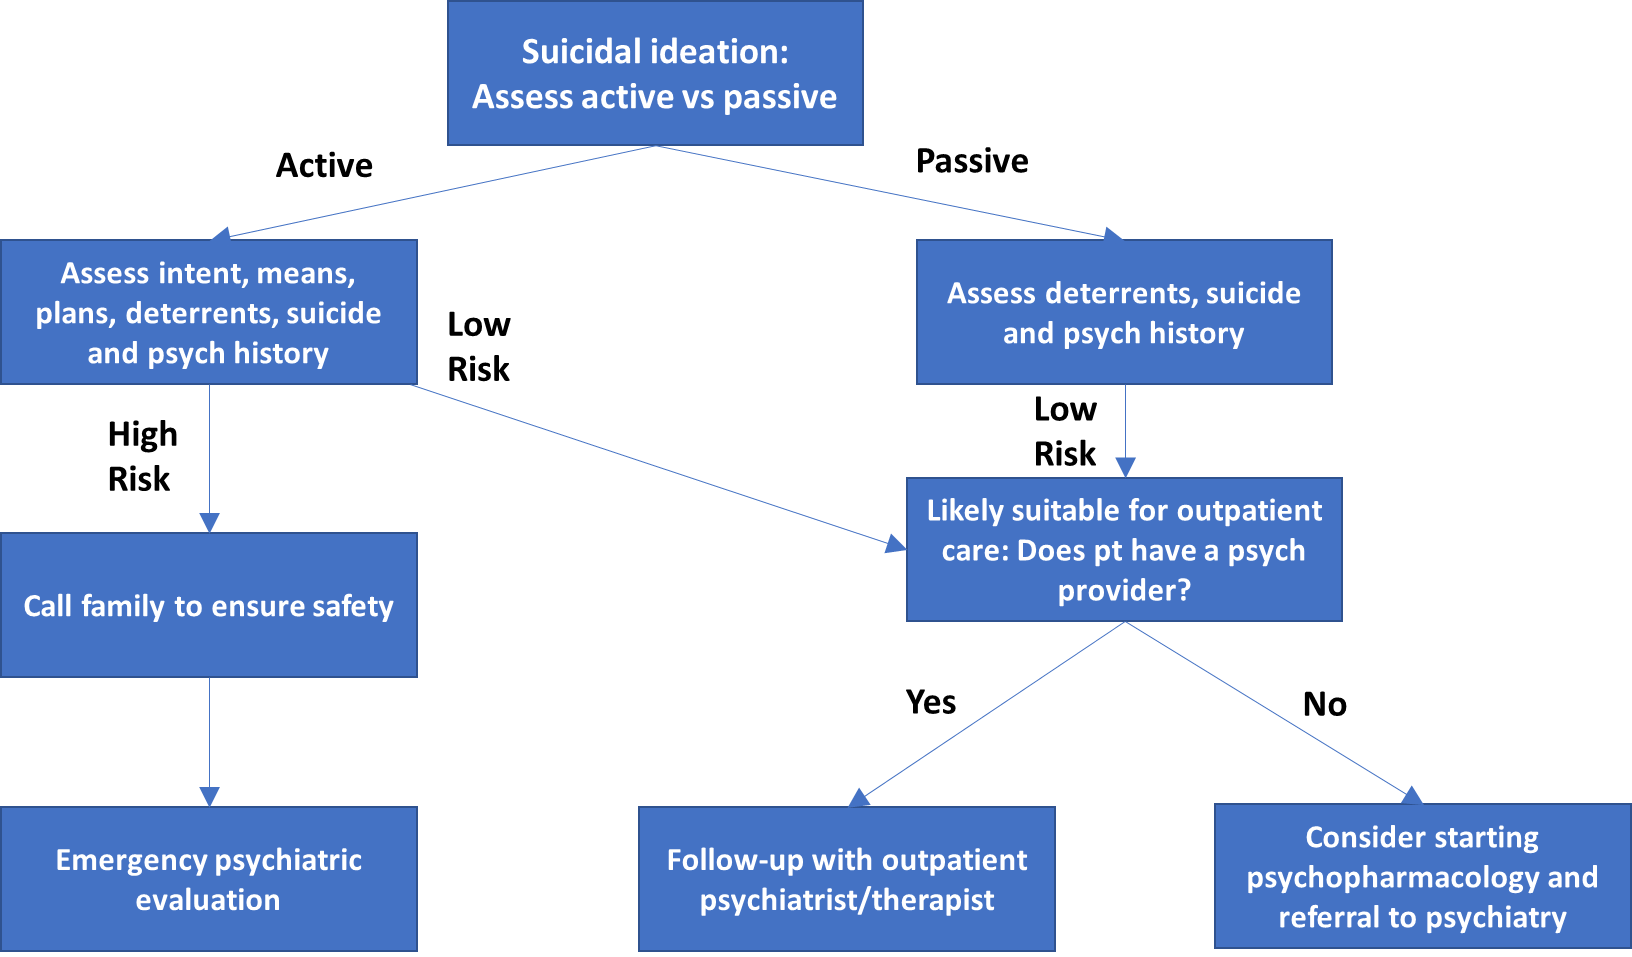 Suicidal ideation:
Assess active vs passive
Active
Passive
Assess intent, means,
plans, deterrents, suicide
and psych history
Assess deterrents, suicide
and psych history
Low
Risk
Low
Risk
High
Risk
Likely suitable for outpatient
care: Does pt have a psych
provider?
Call family to ensure safety
Yes
No
Emergency psychiatric
evaluation
Follow-up with outpatient
psychiatrist/therapist
Consider starting
psychopharmacology and
referral to psychiatry